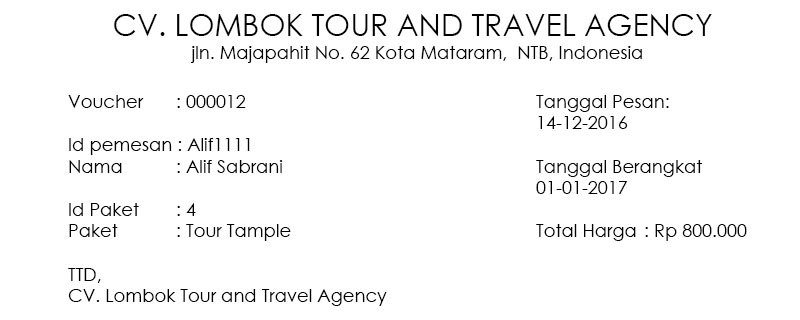 CV. LOMBOK TOUR AND TRAVEL AGENCY
jln. Majapahit No. 62 Kota Mataram, NTB, Indonesia
Voucher : 000012
Id pemesan : Alif1111
Nama : Alif Sabrani
Id Paket : 4
Paket : Tour Tample
Tanggal Pesan:
14-12-2016
Tanggal Berangkat
01-01-2017
Total Harga : Rp 800.000
TTD,
CV. Lombok Tour and Travel Agency